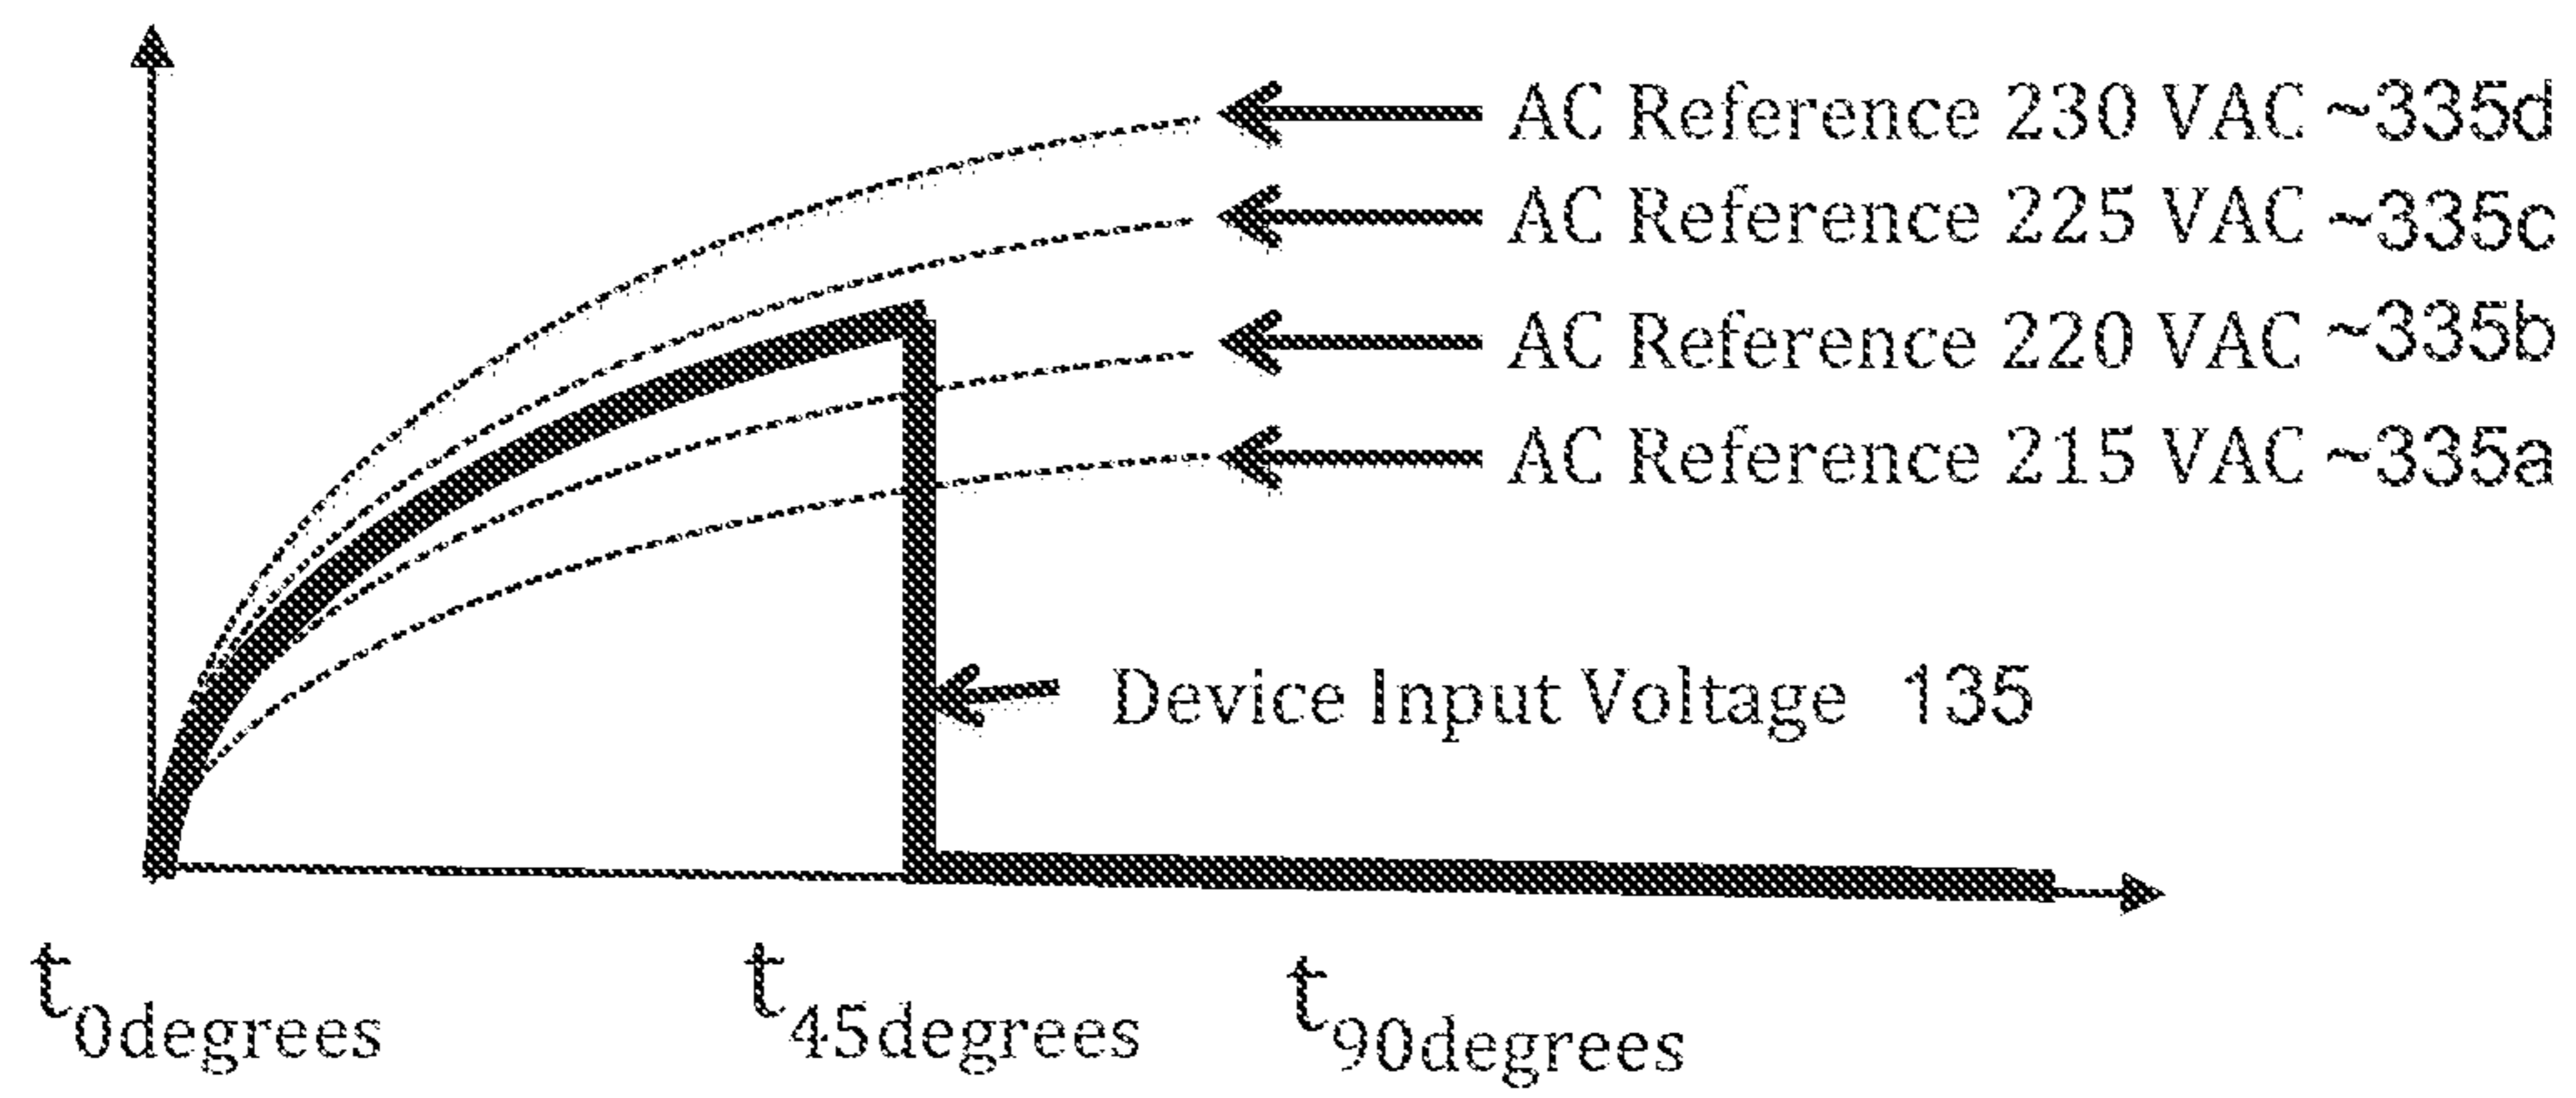 AC Reference 230 VAC ~335d
AC Reference 225 VAC ~335c
AC Reference 220 VAC ~335b
AC Reference 215 VAC ~335a
Device Input Voltage 135
t0degrees t45degrees t90degrees